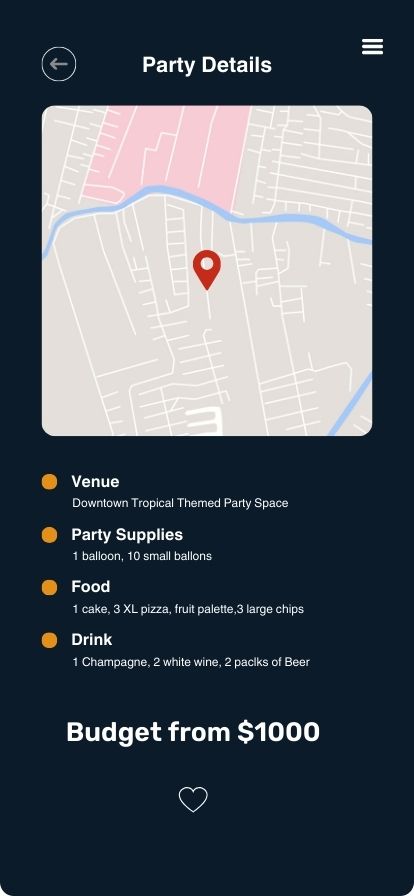 Party Details
Venue
Downtown Tropical Themed Party Space
Party Supplies
1 balloon, 10 small ballons
Food
1 cake, 3 XL pizza, fruit palette,3 large chips
Drink
1 Champagne, 2 white wine, 2 paclks of Beer
Budget from $1000